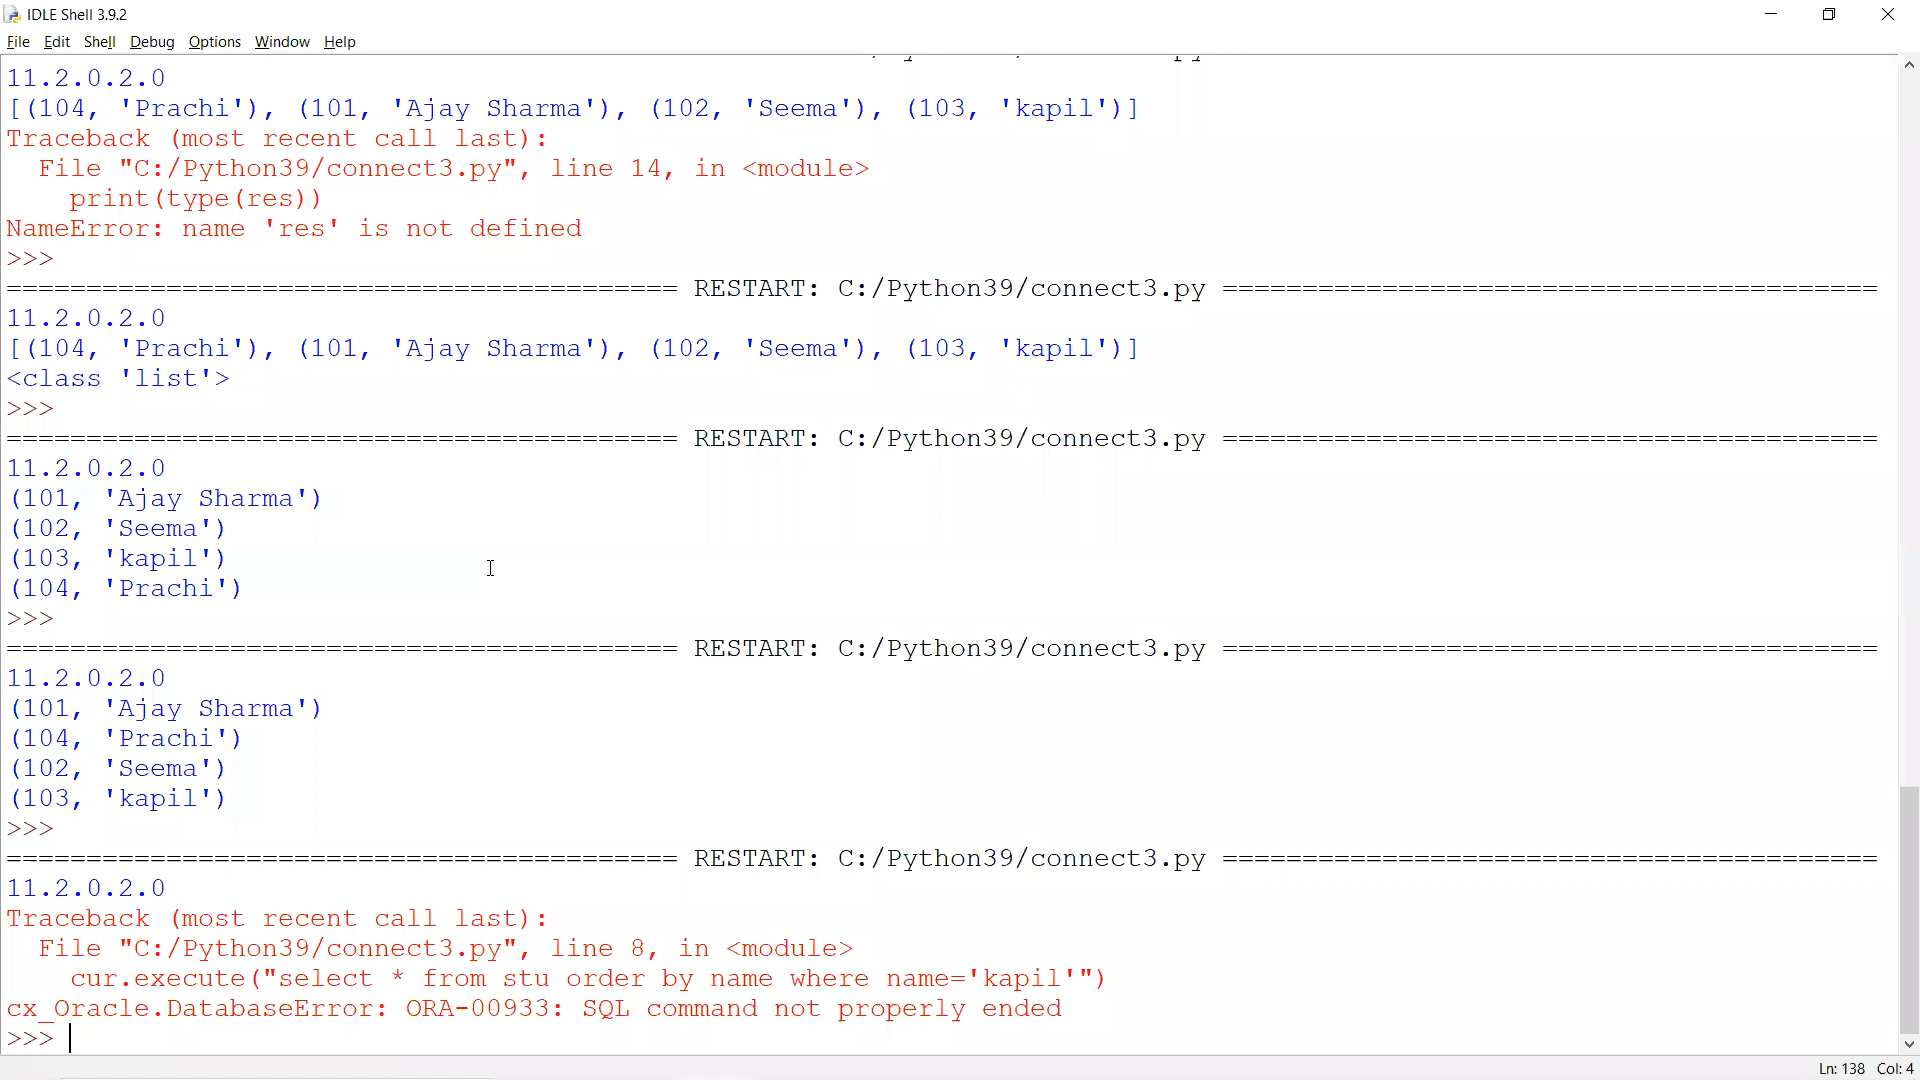 IDLE Shell 3.9.2
File Edit Shell Debug Options Window Help
11.2.0.2.0
[(104, 'Prachi'), (101, 'Ajay Sharma'), (102, 'Seema'), (103, 'kapil')]
Traceback (most recent call last):
  File "C:/Python39/connect3.py", line 14, in <module>
    print(type(res))
NameError: name 'res' is not defined
>>>
========================================== RESTART: C:/Python39/connect3.py =========================================
11.2.0.2.0
[(104, 'Prachi'), (101, 'Ajay Sharma'), (102, 'Seema'), (103, 'kapil')]
<class 'list'>
>>>
========================================== RESTART: C:/Python39/connect3.py =========================================
11.2.0.2.0
(101, 'Ajay Sharma')
(102, 'Seema')
(103, 'kapil')
(104, 'Prachi')
>>>
========================================== RESTART: C:/Python39/connect3.py =========================================
11.2.0.2.0
(101, 'Ajay Sharma')
(104, 'Prachi')
(102, 'Seema')
(103, 'kapil')
>>>
========================================== RESTART: C:/Python39/connect3.py =========================================
11.2.0.2.0
Traceback (most recent call last):
  File "C:/Python39/connect3.py", line 8, in <module>
    cur.execute("select * from stu order by name where name='kapil'")
cx_Oracle.DatabaseError: ORA-00933: SQL command not properly ended
>>>
Ln: 138 Col: 4